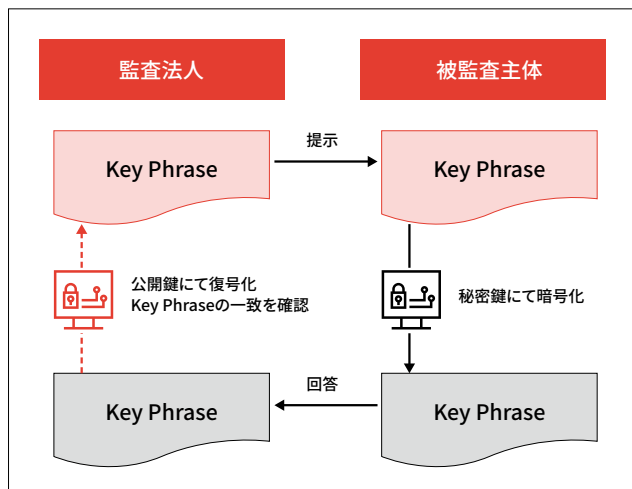 監査法人
被監査主体
Key Phrase
提示
Key Phrase
公開鍵にて復号化
Key Phraseの一致を確認
秘密鍵にて暗号化
Key Phrase
回答
Key Phrase